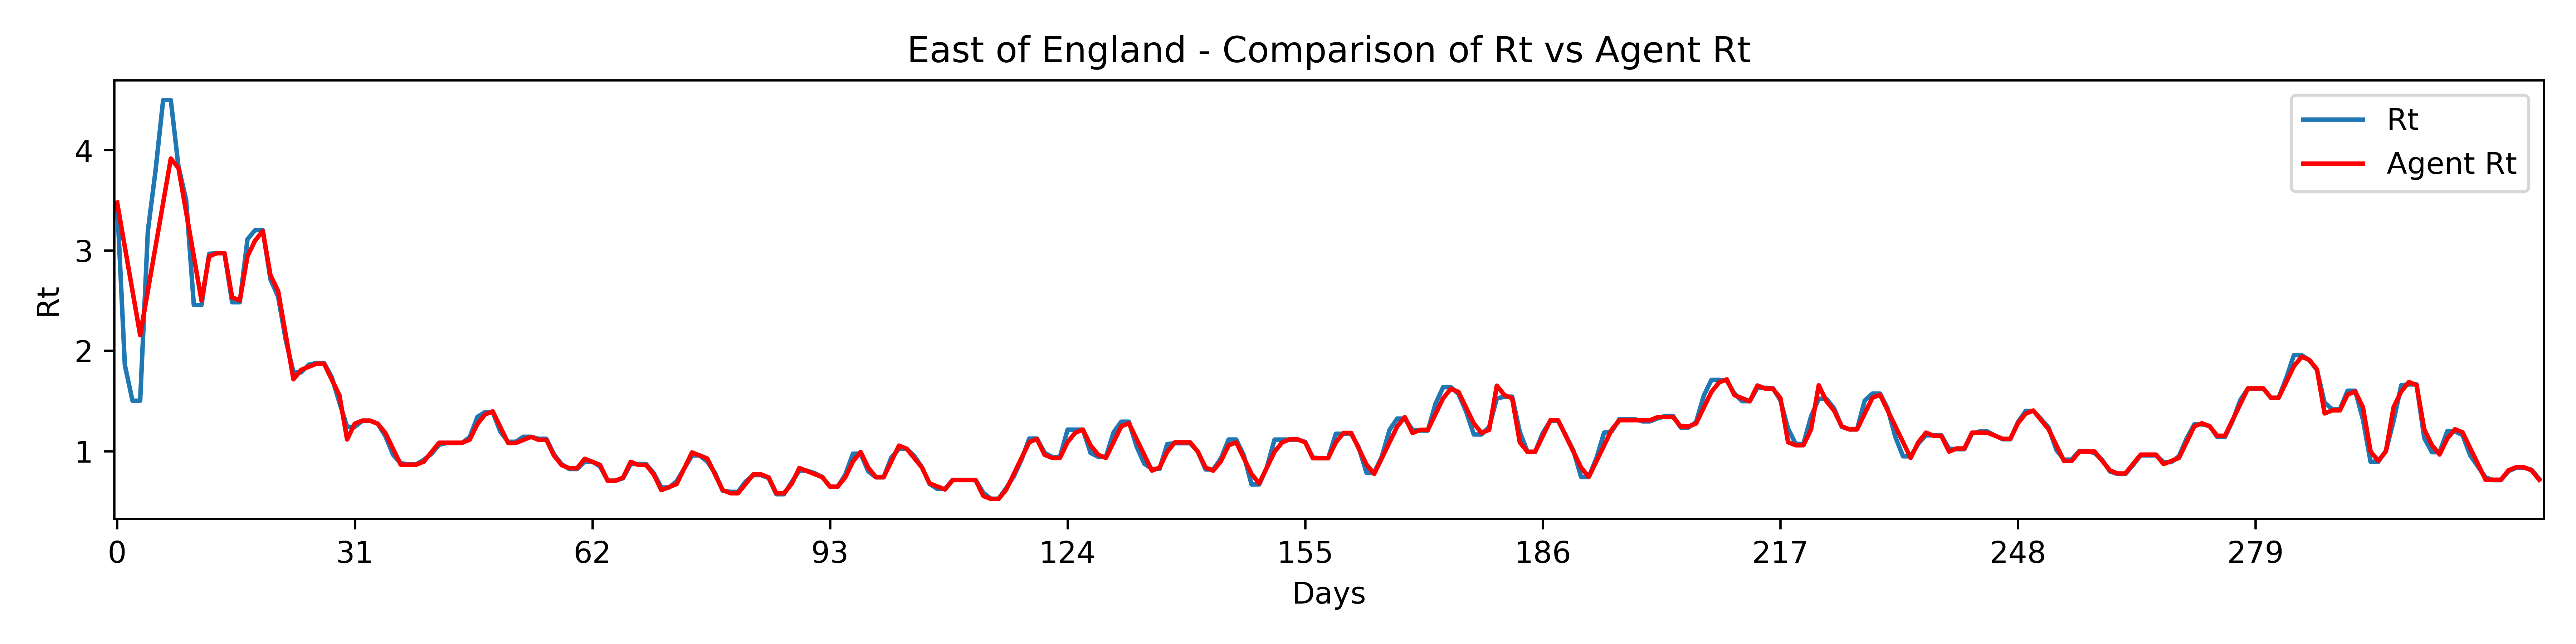 East of England - Comparison of Rt vs Agent Rt
Rt
Agent Rt
4
3
2
1
Rt
0 31 62 93 124 155 186 217 248 279
Days